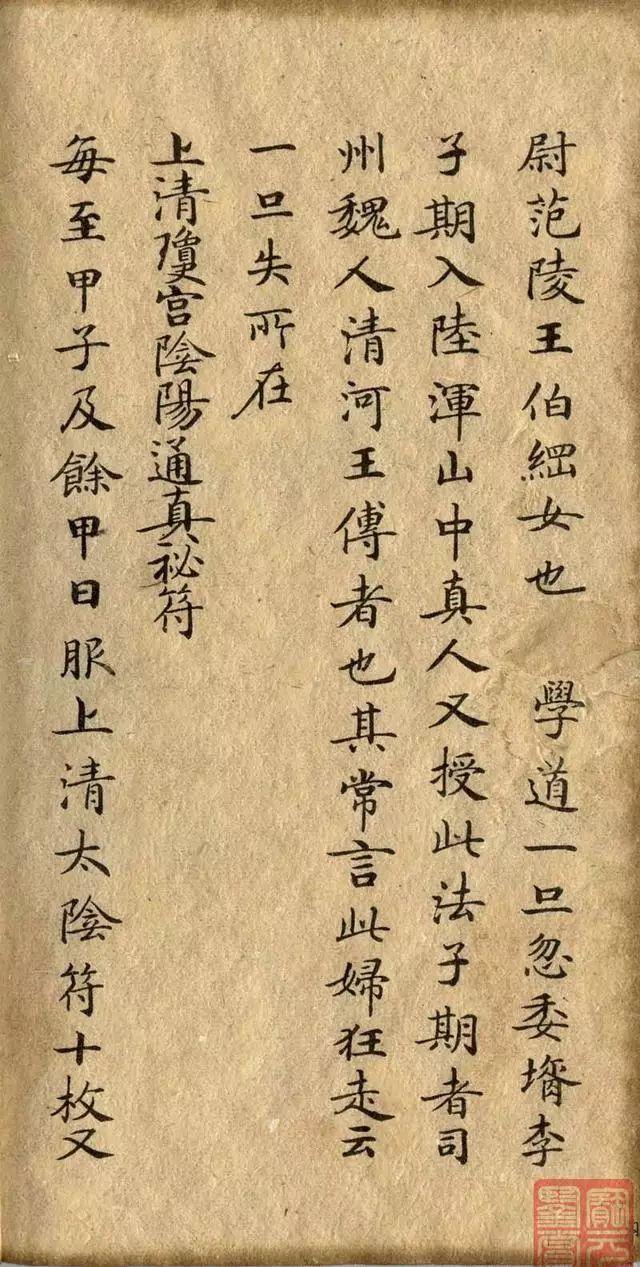 尉范陵王伯綱女也 學道一旦忽委壻李
子期入陸渾山中真人又授此法子期者司
州魏人清河王傅者也其常言此婦狂走云
一旦失所在
上清瓊宮陰陽通真祕符
每至甲子及餘甲日服上清太陰符十枚又